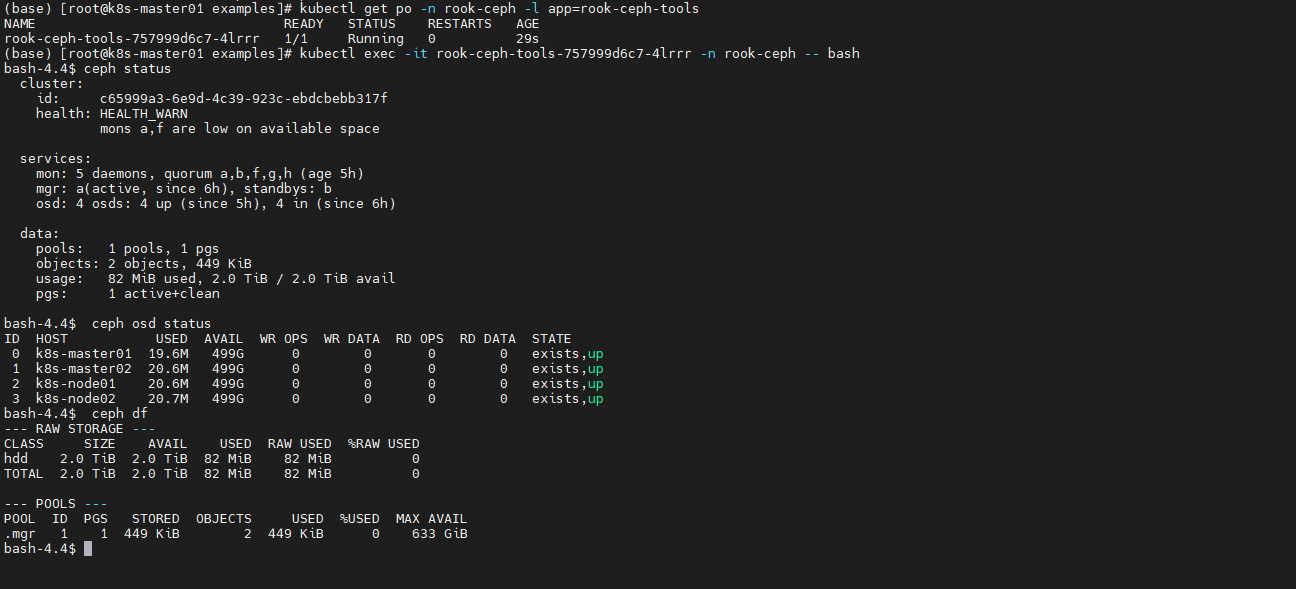 (base) [root@k8s-master01 examples]# kubectl get po -n rook-ceph -l app=rook-ceph-tools
NAME                               READY   STATUS    RESTARTS   AGE
rook-ceph-tools-757999d6c7-4lrrr   1/1     Running   0          29s
(base) [root@k8s-master01 examples]# kubectl exec -it rook-ceph-tools-757999d6c7-4lrrr -n rook-ceph -- bash
bash-4.4$ ceph status
  cluster:
    id:     c65999a3-6e9d-4c39-923c-ebdcbebb317f
    health: HEALTH_WARN
            mons a,f are low on available space

  services:
    mon: 5 daemons, quorum a,b,f,g,h (age 5h)
    mgr: a(active, since 6h), standbys: b
    osd: 4 osds: 4 up (since 5h), 4 in (since 6h)

  data:
    pools:   1 pools, 1 pgs
    objects: 2 objects, 449 KiB
    usage:   82 MiB used, 2.0 TiB / 2.0 TiB avail
    pgs:     1 active+clean

bash-4.4$  ceph osd status
ID  HOST           USED  AVAIL  WR OPS  WR DATA  RD OPS  RD DATA  STATE
 0  k8s-master01  19.6M   499G      0        0       0        0   exists,up
 1  k8s-master02  20.6M   499G      0        0       0        0   exists,up
 2  k8s-node01    20.6M   499G      0        0       0        0   exists,up
 3  k8s-node02    20.7M   499G      0        0       0        0   exists,up
bash-4.4$  ceph df
--- RAW STORAGE ---
CLASS     SIZE    AVAIL    USED  RAW USED  %RAW USED
hdd    2.0 TiB  2.0 TiB  82 MiB    82 MiB          0
TOTAL  2.0 TiB  2.0 TiB  82 MiB    82 MiB          0

--- POOLS ---
POOL  ID  PGS   STORED  OBJECTS     USED  %USED  MAX AVAIL
.mgr   1    1  449 KiB        2  449 KiB      0    633 GiB
bash-4.4$